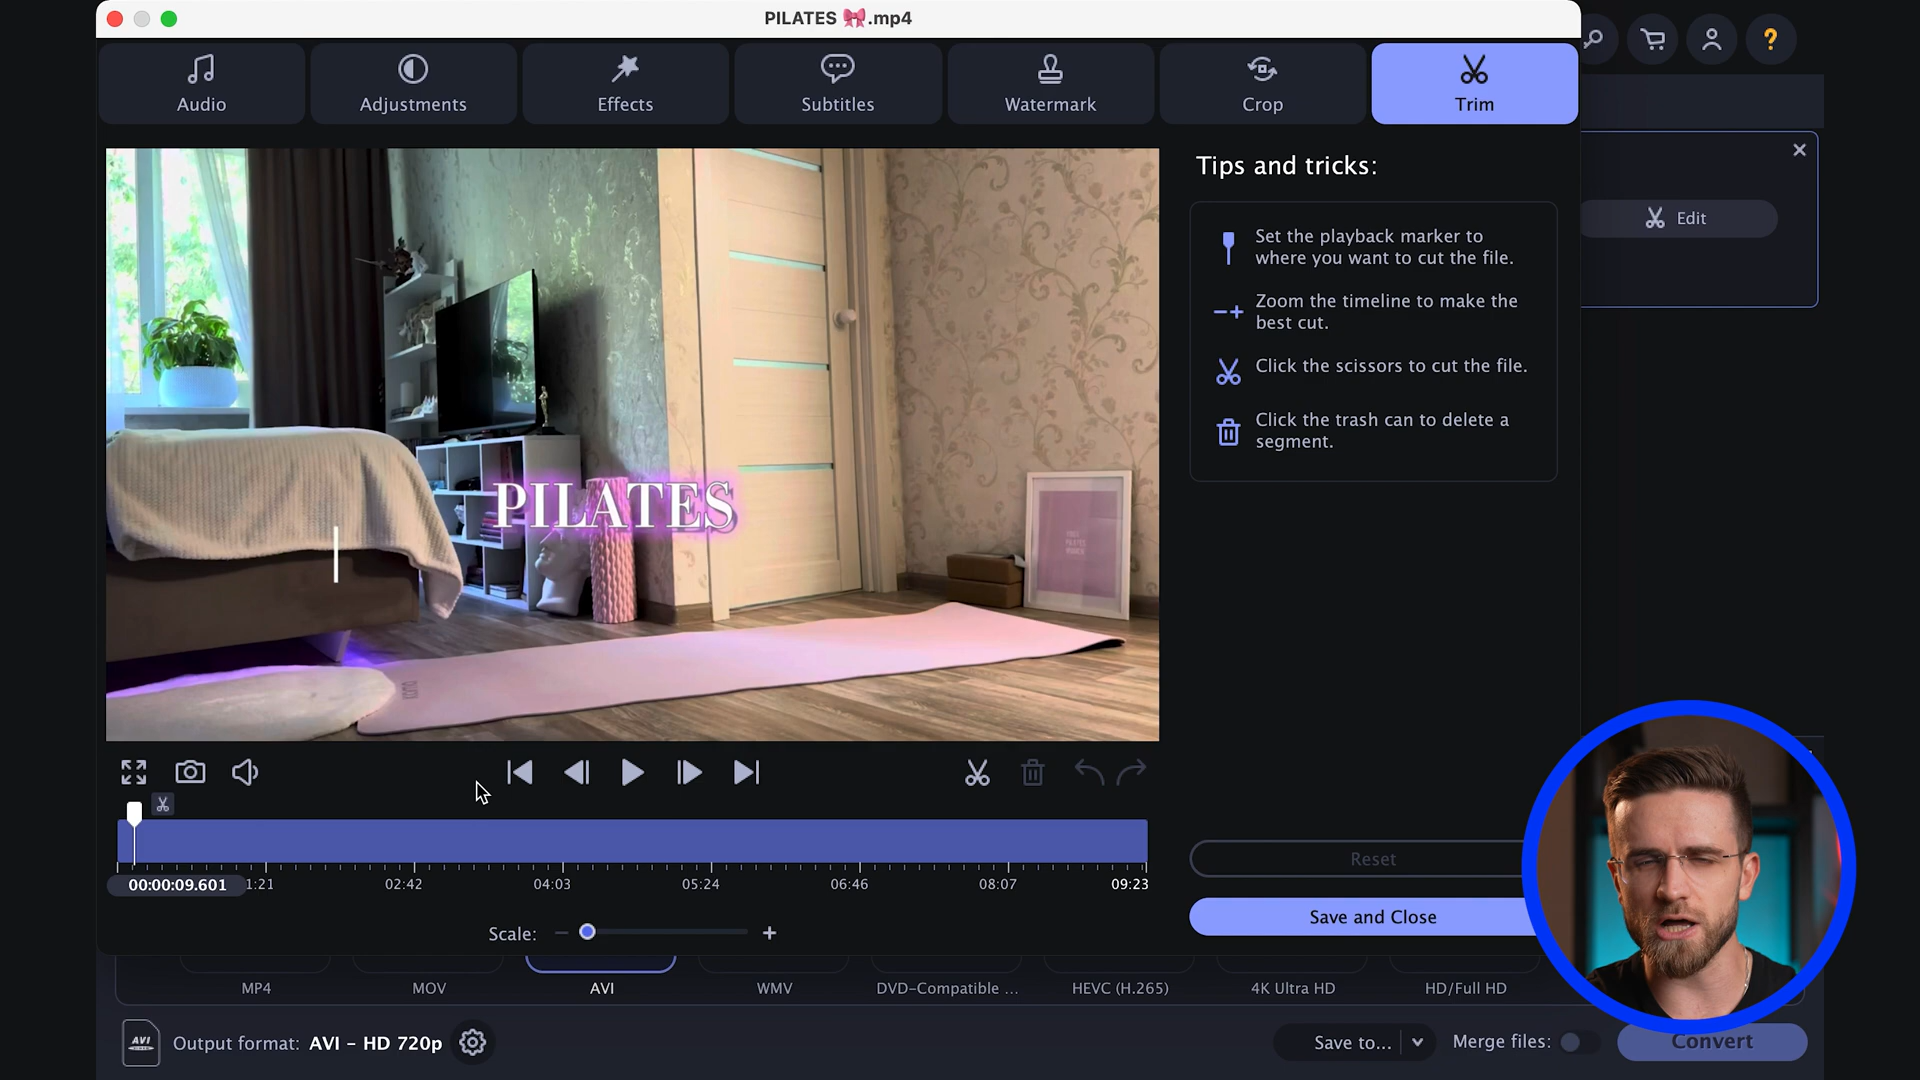 PILATES 🎀.mp4
Audio
Adjustments
Effects
Subtitles
Watermark
Crop
Trim
?
Tips and tricks:
Set the playback marker to
where you want to cut the file.
Zoom the timeline to make the
best cut.
Click the scissors to cut the file.
Click the trash can to delete a
segment.
Edit
PILATES
00:00:09.601
1:21
02:42
04:03
05:24
06:46
08:07
09:23
Scale:
Reset
Save and Close
MP4
MOV
AVI
WMV
DVD-Compatible ...
HEVC (H.265)
4K Ultra HD
HD/Full HD
AVI
Output format: AVI – HD 720p
Save to...
Merge files:
Convert